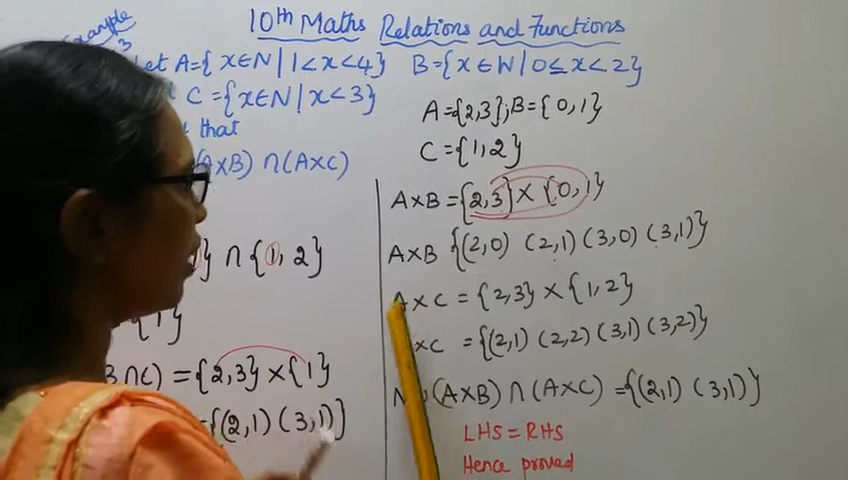 10th Maths Relations and Functions
Example
3
Let A={ x∈N | 1<x<4} B={x∈W | 0≤x<2}
C ={x∈N | x<3}
that
(A×B) ∩ (A×C)
} ∩ {1, 2}
= {1}
∩C) = {2,3} × {1}
={(2,1) (3,1)}
A={2,3}; B={0,1}
C={1,2}
A×B = {2,3} × {0,1}
A×B {(2,0) (2,1) (3,0) (3,1)}
A×C = {2,3} × {1,2}
×C = {(2,1) (2,2) (3,1) (3,2)}
(A×B) ∩ (A×C) = {(2,1) (3,1)}
LHS = RHS
Hence proved